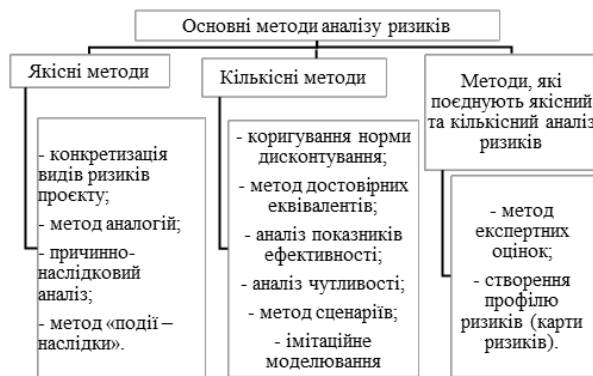 Основні методи аналізу ризиків
Якісні методи
- конкретизація
видів ризиків
проєкту;
- метод аналогій;
- причинно-
наслідковий
аналіз;
- метод «події –
наслідки».
Кількісні методи
- коригування норми
дисконтування;
- метод достовірних
еквівалентів;
- аналіз показників
ефективності;
- аналіз чутливості;
- метод сценаріїв;
- імітаційне
моделювання
Методи, які
поєднують якісний
та кількісний аналіз
ризиків
- метод
експертних
оцінок;
- створення
профілю
ризиків (карти
ризиків).